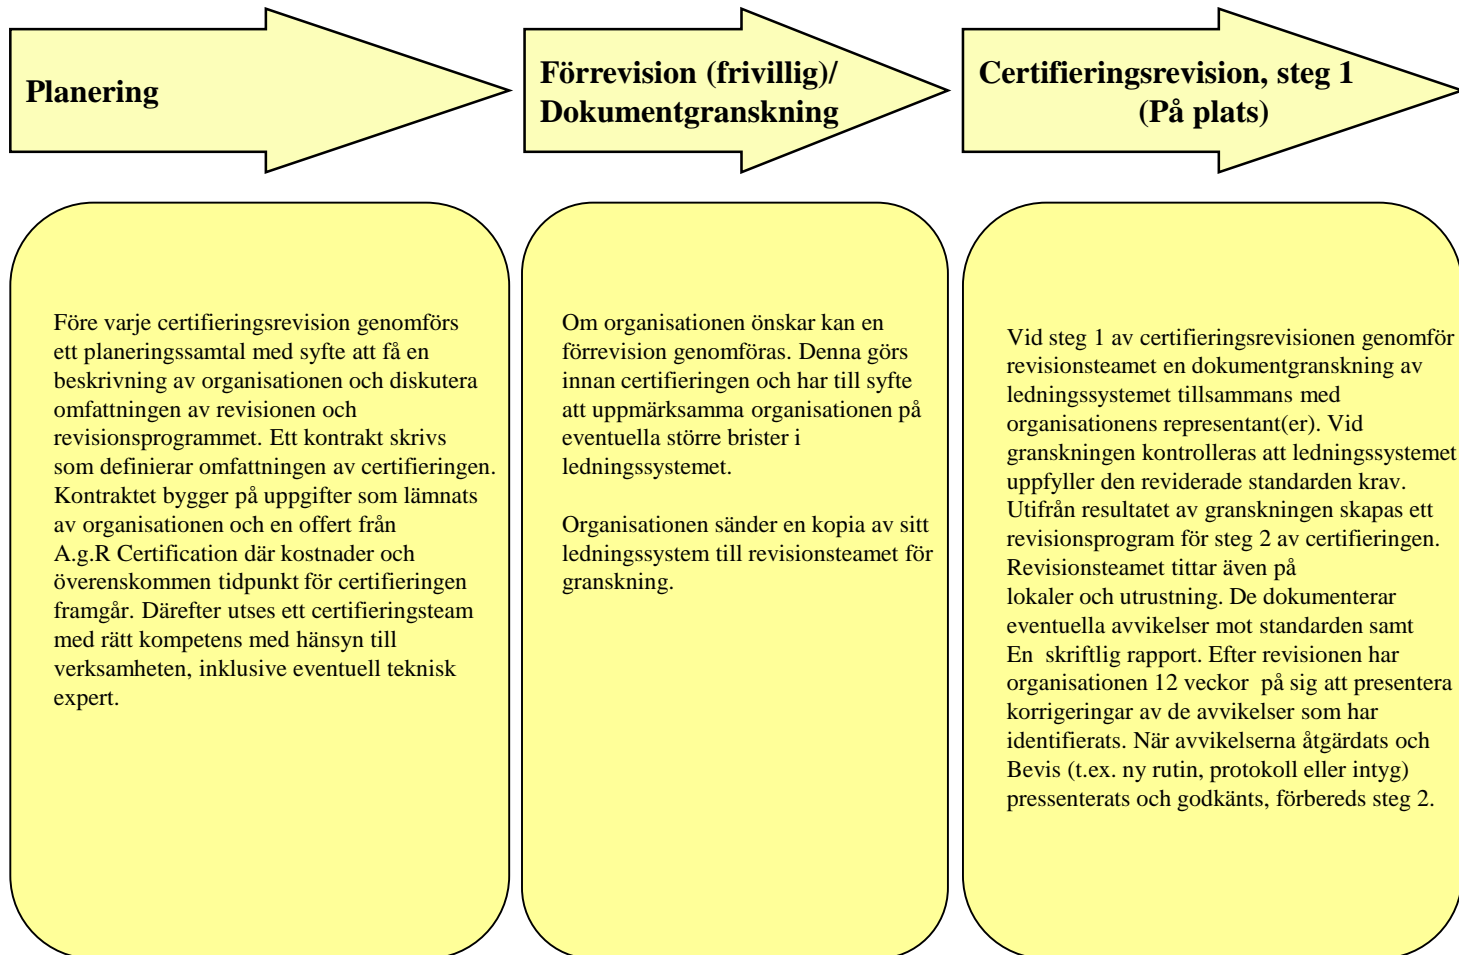 Planering
Förrevision (frivillig)/
Dokumentgranskning
Certifieringsrevision, steg 1
(På plats)
Före varje certifieringsrevision genomförs
ett planeringssamtal med syfte att få en
beskrivning av organisationen och diskutera
omfattningen av revisionen och
revisionsprogrammet. Ett kontrakt skrivs
som definierar omfattningen av certifieringen.
Kontraktet bygger på uppgifter som lämnats
av organisationen och en offert från
A.g.R Certification där kostnader och
överenskommen tidpunkt för certifieringen
framgår. Därefter utses ett certifieringsteam
med rätt kompetens med hänsyn till
verksamheten, inklusive eventuell teknisk
expert.
Om organisationen önskar kan en
förrevision genomföras. Denna görs
innan certifieringen och har till syfte
att uppmärksamma organisationen på
eventuella större brister i
ledningssystemet.
Organisationen sänder en kopia av sitt
ledningssystem till revisionsteamet för
granskning.
Vid steg 1 av certifieringsrevisionen genomför
revisionsteamet en dokumentgranskning av
ledningssystemet tillsammans med
organisationens representant(er). Vid
granskningen kontrolleras att ledningssystemet
uppfyller den reviderade standarden krav.
Utifrån resultatet av granskningen skapas ett
revisionsprogram för steg 2 av certifieringen.
Revisionsteamet tittar även på
lokaler och utrustning. De dokumenterar
eventuella avvikelser mot standarden samt
En skriftlig rapport. Efter revisionen har
organisationen 12 veckor på sig att presentera
korrigeringar av de avvikelser som har
identifierats. När avvikelserna åtgärdats och
Bevis (t.ex. ny rutin, protokoll eller intyg)
pressenterats och godkänts, förbereds steg 2.